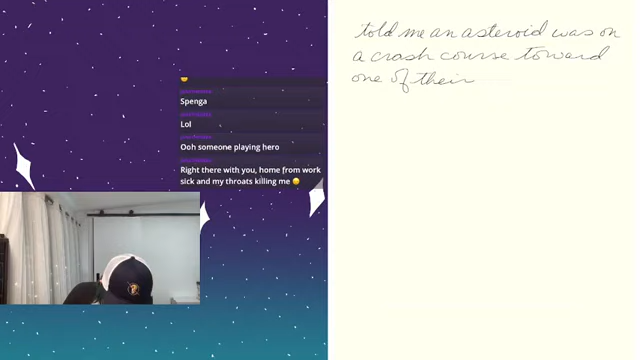 Spenga
Lol
Ooh someone playing hero
Right there with you, home from work
sick and my throats killing me 😞
told me an asteroid was on
a crash course toward
one of their